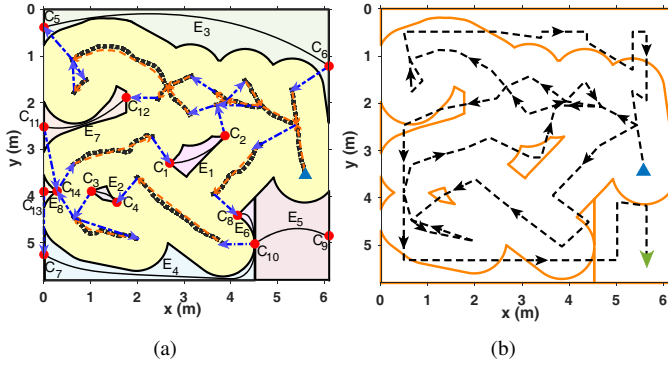 0 1 2 3 4 5 6
0 1 2 3 4 5
y (m)
x (m)
C5
E3
C6
C11
E7
C12
C2
C1
E1
C3
E2
C14
C4
E8
C13
C8
E6
E5
C9
C10
C7
E4
(a)
0 1 2 3 4 5 6
0 1 2 3 4 5
y (m)
x (m)
(b)